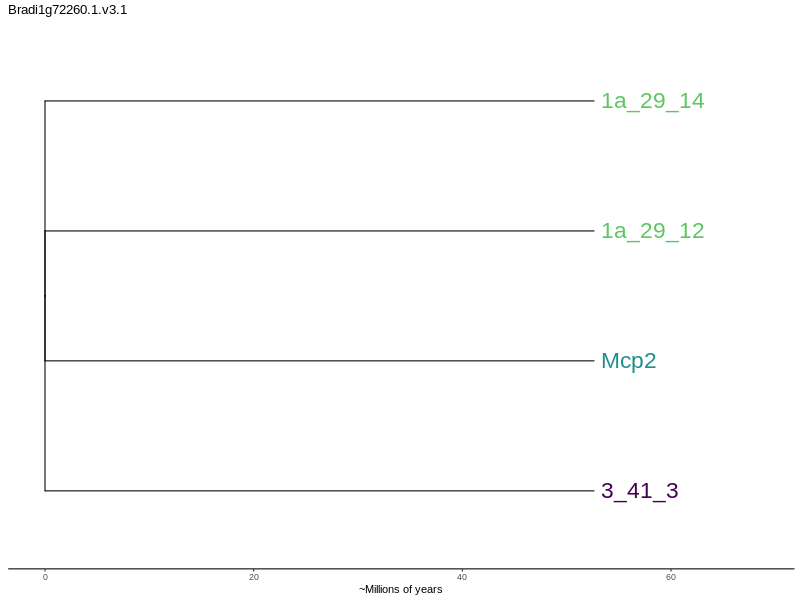 Bradi1g72260.1.v3.1
1a_29_14
1a_29_12
Mcp2
3_41_3
0 20 40 60
~Millions of years